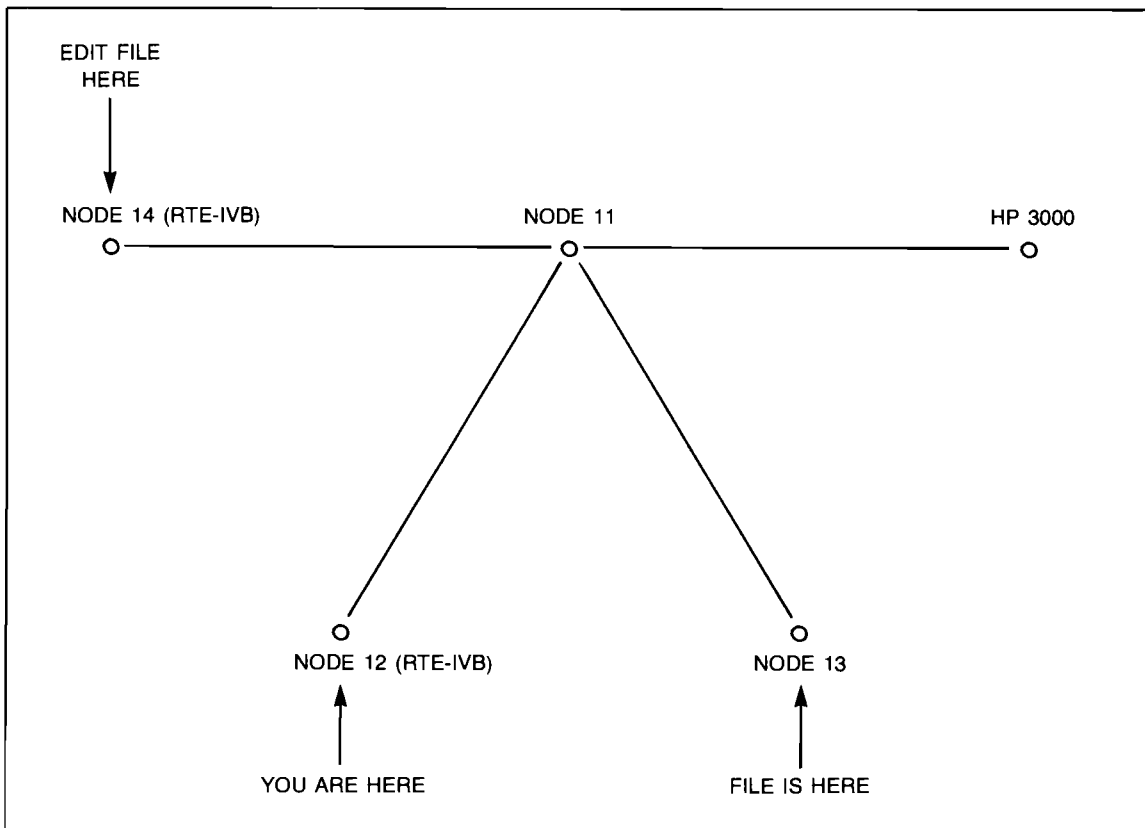 EDIT FILE
HERE
NODE 14 (RTE-IVB)
NODE 11
HP 3000
NODE 12 (RTE-IVB)
NODE 13
YOU ARE HERE
FILE IS HERE